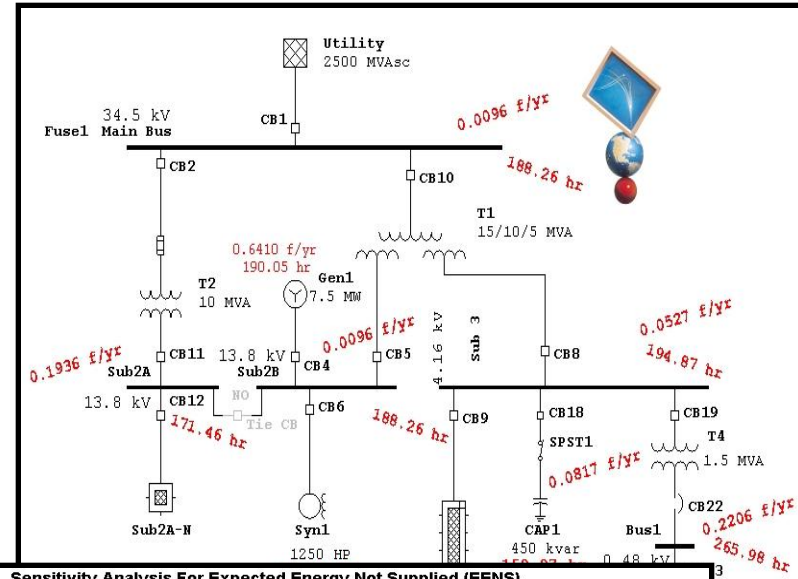 Utility
2500 MVAsc
34.5 kV
CB1
0.0096 f/yr
Fuse1 Main Bus
CB2
CB10
188.26 hr
T1
15/10/5 MVA
0.6410 f/yr
190.05 hr
Gen1
7.5 MW
T2
10 MVA
4.16 kV
Sub 3
0.0527 f/yr
0.1936 f/yr
CB11
13.8 kV
CB4
0.0096 f/yr
CB5
CB8
194.87 hr
Sub2A
Sub2B
13.8 kV
CB12
NO
Tie CB
171.46 hr
CB6
188.26 hr
CB9
CB18
CB19
SPST1
T4
1.5 MVA
0.0817 f/yr
CB22
0.2206 f/yr
Sub2A-N
Syn1
CAP1
Bus1
265.98 hr
1250 HP
450 kvar
0.48 kV
3
Sensitivity Analysis For Expected Energy Not Supplied (EENS)